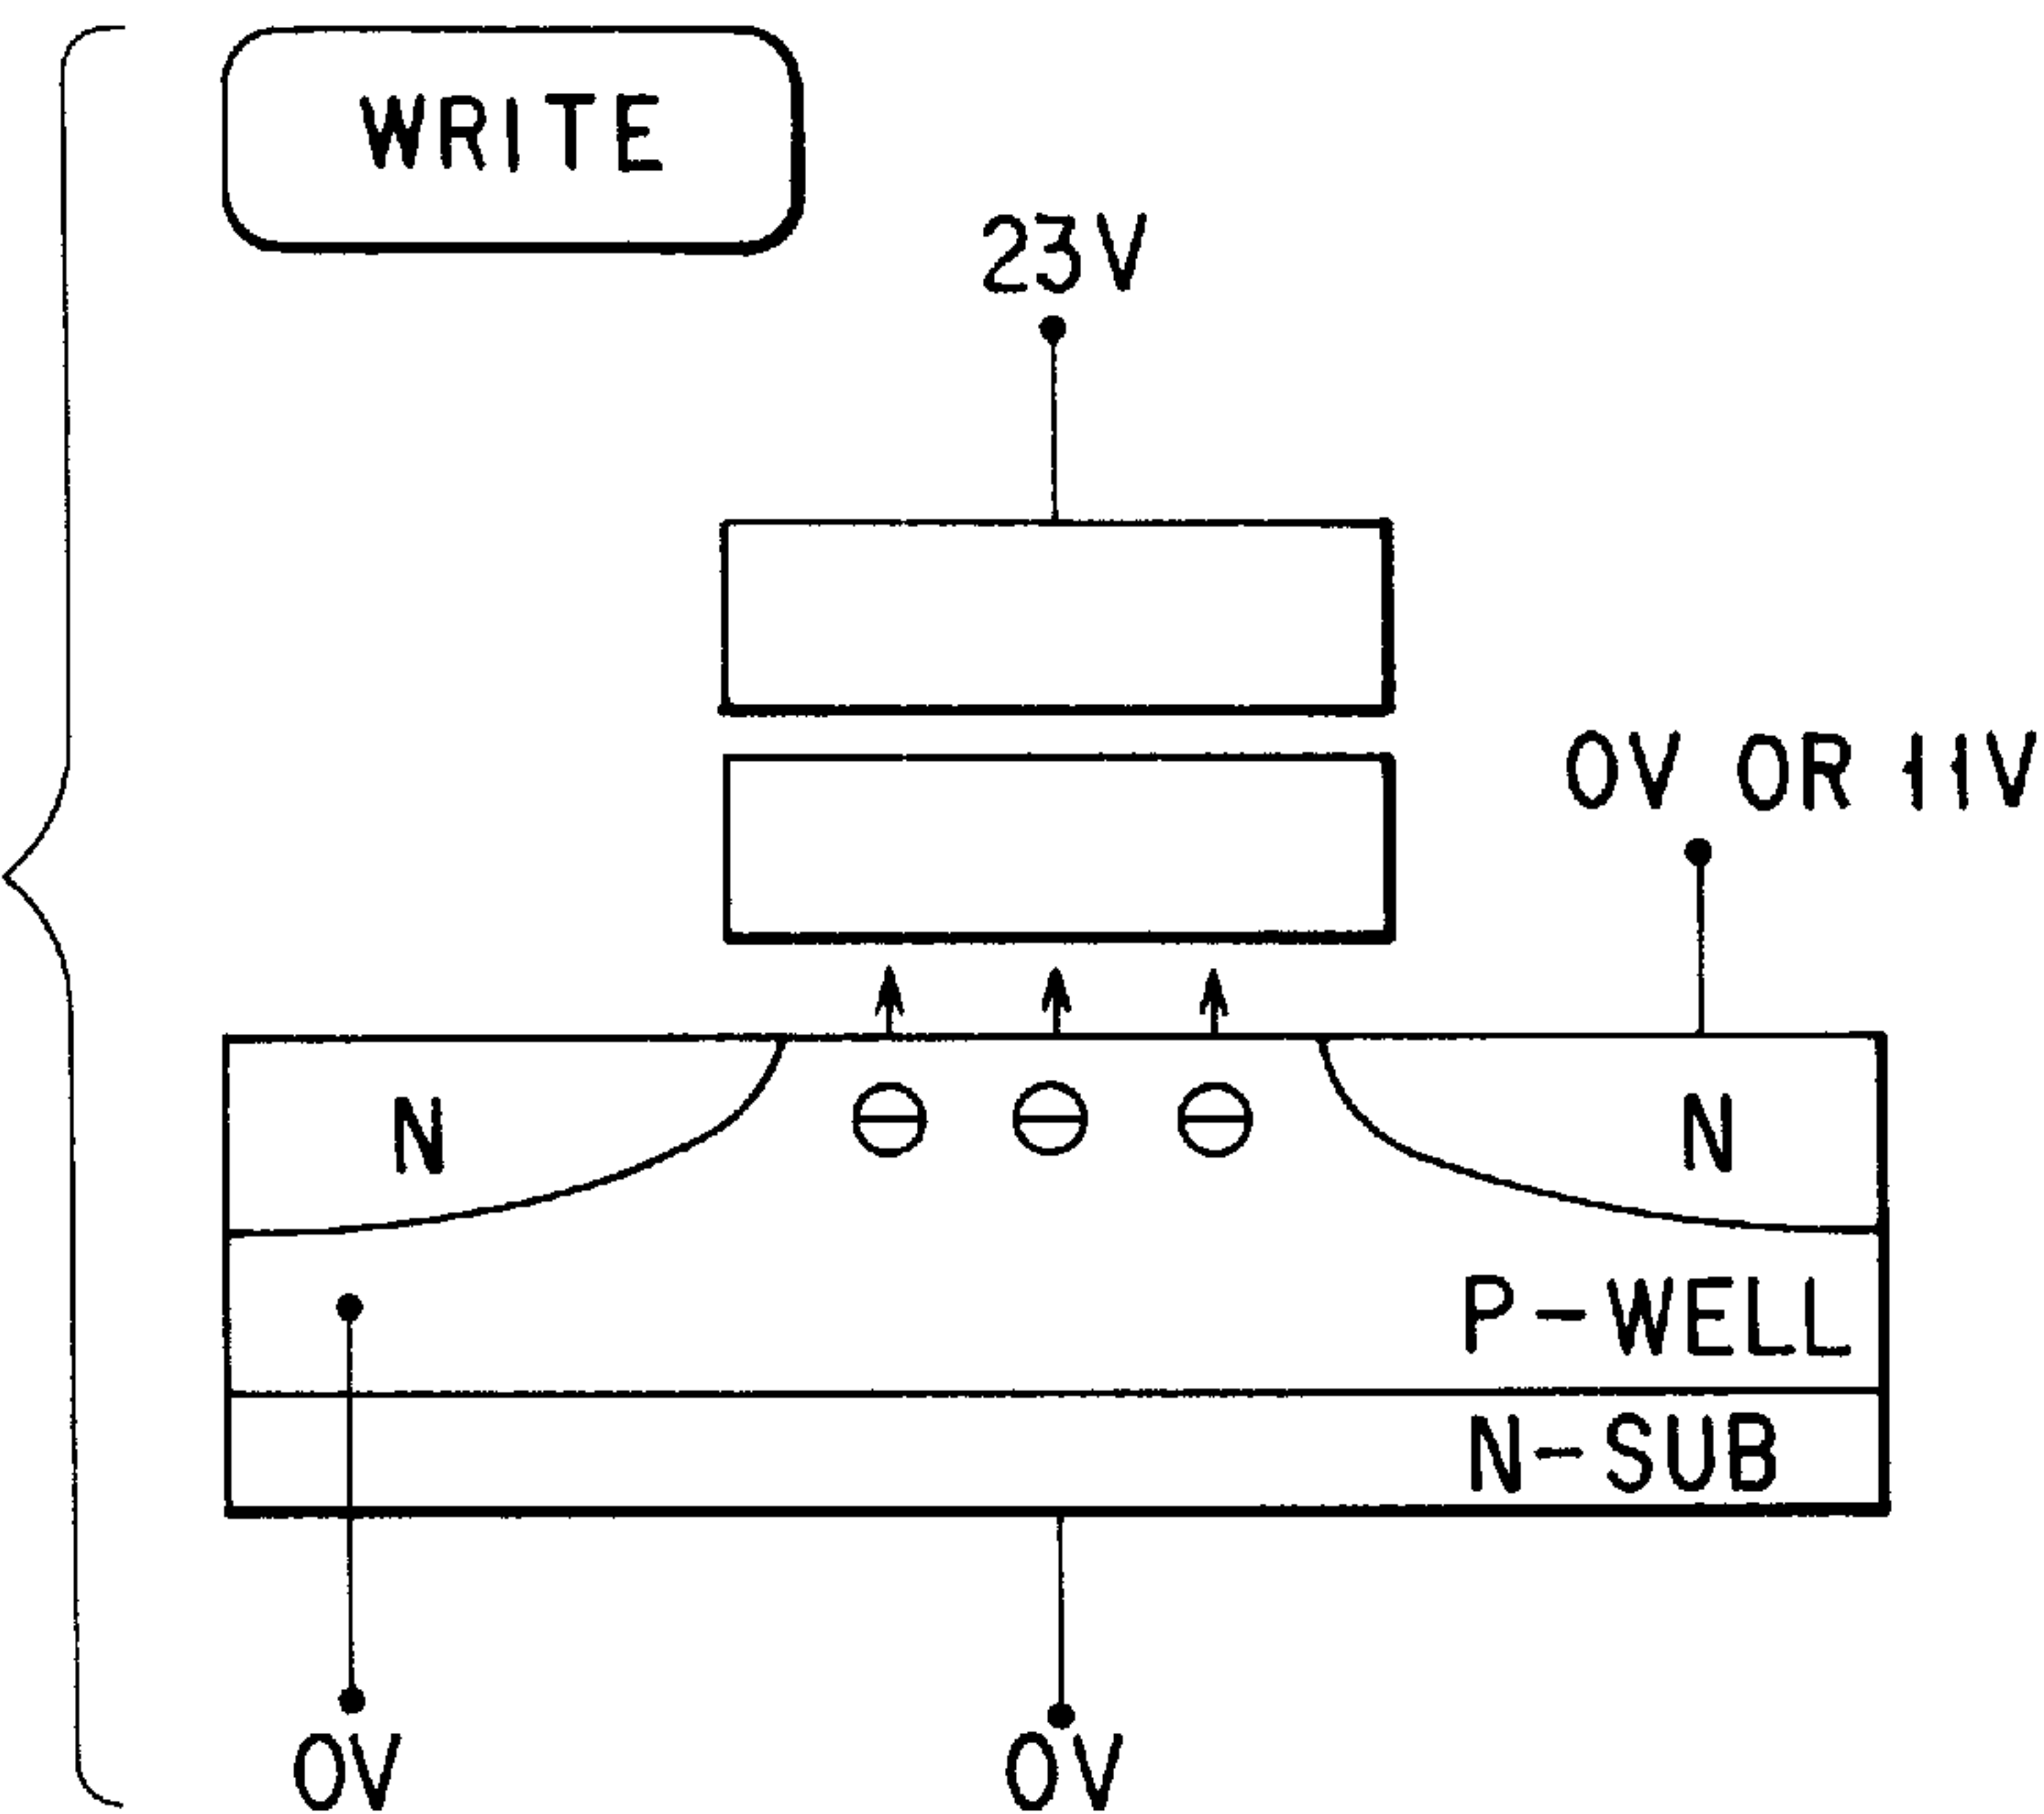 WRITE
23V
0V OR 11V
N
N
P-WELL
N-SUB
0V
0V